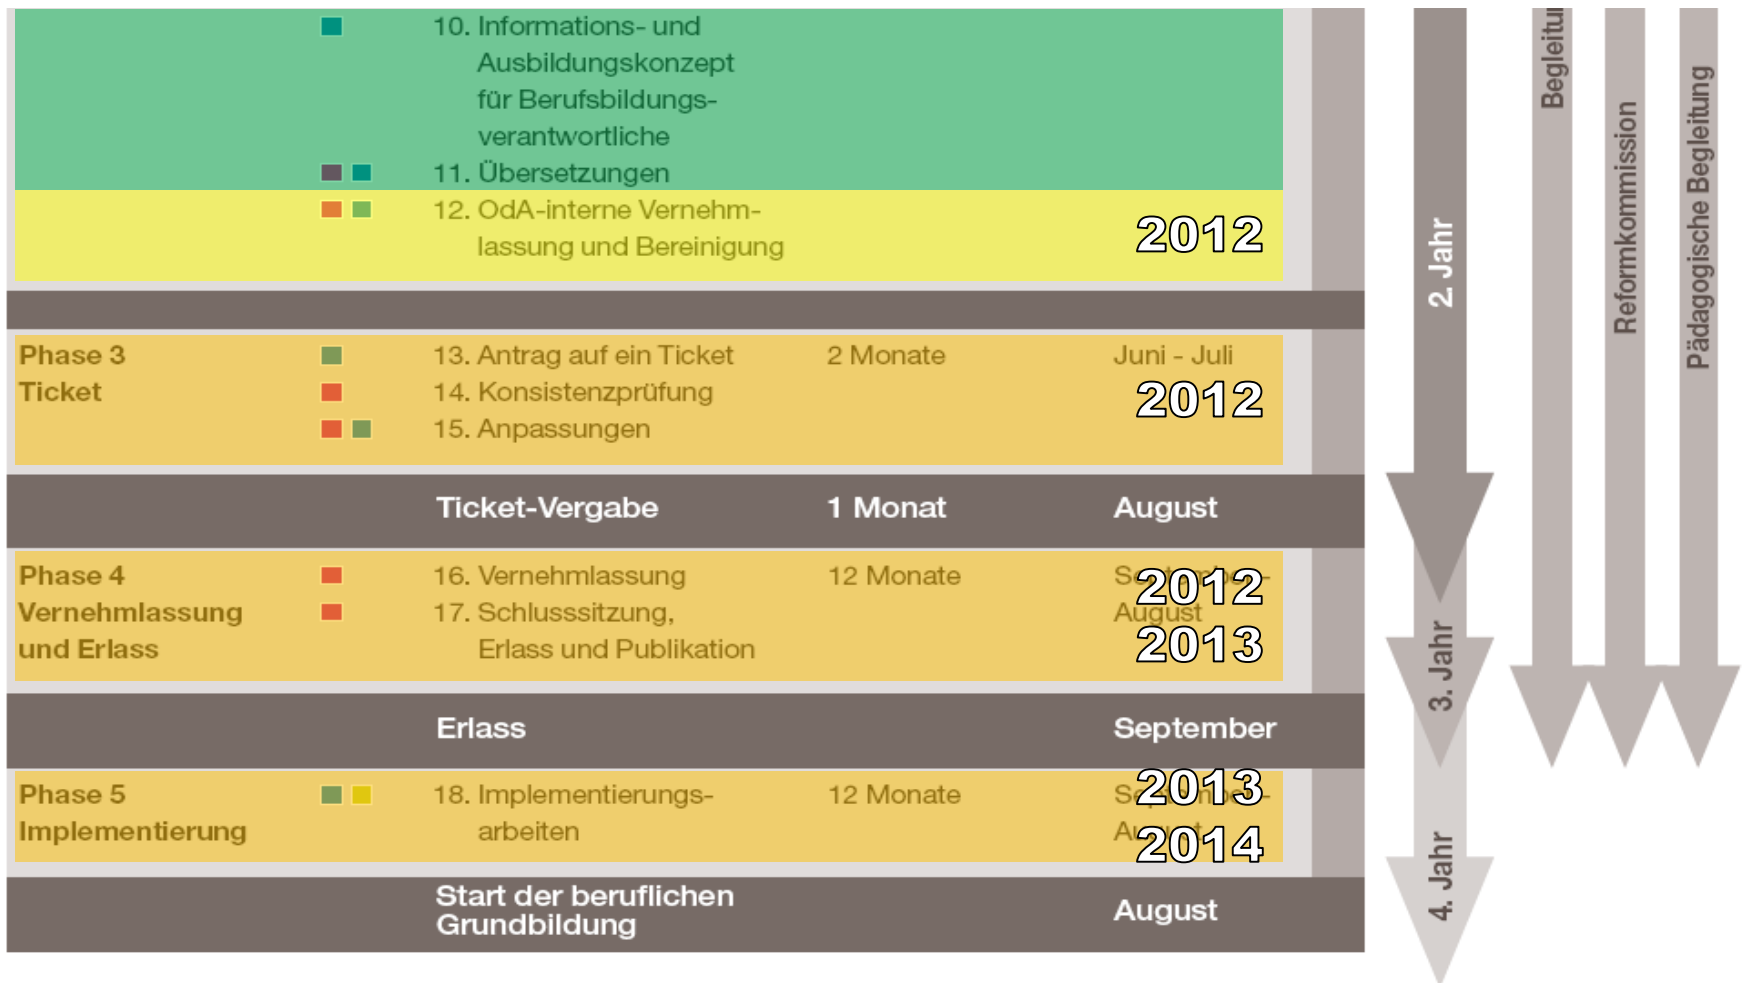 10. Informations- und
Ausbildungskonzept
für Berufsbildungs-
verantwortliche
11. Übersetzungen
12. OdA-interne Vernehm-
lassung und Bereinigung
2012
Phase 3
Ticket
13. Antrag auf ein Ticket
2 Monate
Juni - Juli
14. Konsistenzprüfung
2012
15. Anpassungen
Ticket-Vergabe
1 Monat
August
Phase 4
Vernehmlassung
und Erlass
16. Vernehmlassung
12 Monate
September-
2012
17. Schlusssitzung,
Erlass und Publikation
August
2013
Erlass
September
Phase 5
Implementierung
18. Implementierungs-
arbeiten
12 Monate
September-
2013
August
2014
Start der beruflichen
Grundbildung
August
2. Jahr
3. Jahr
4. Jahr
Reformkommission
Pädagogische Begleitung